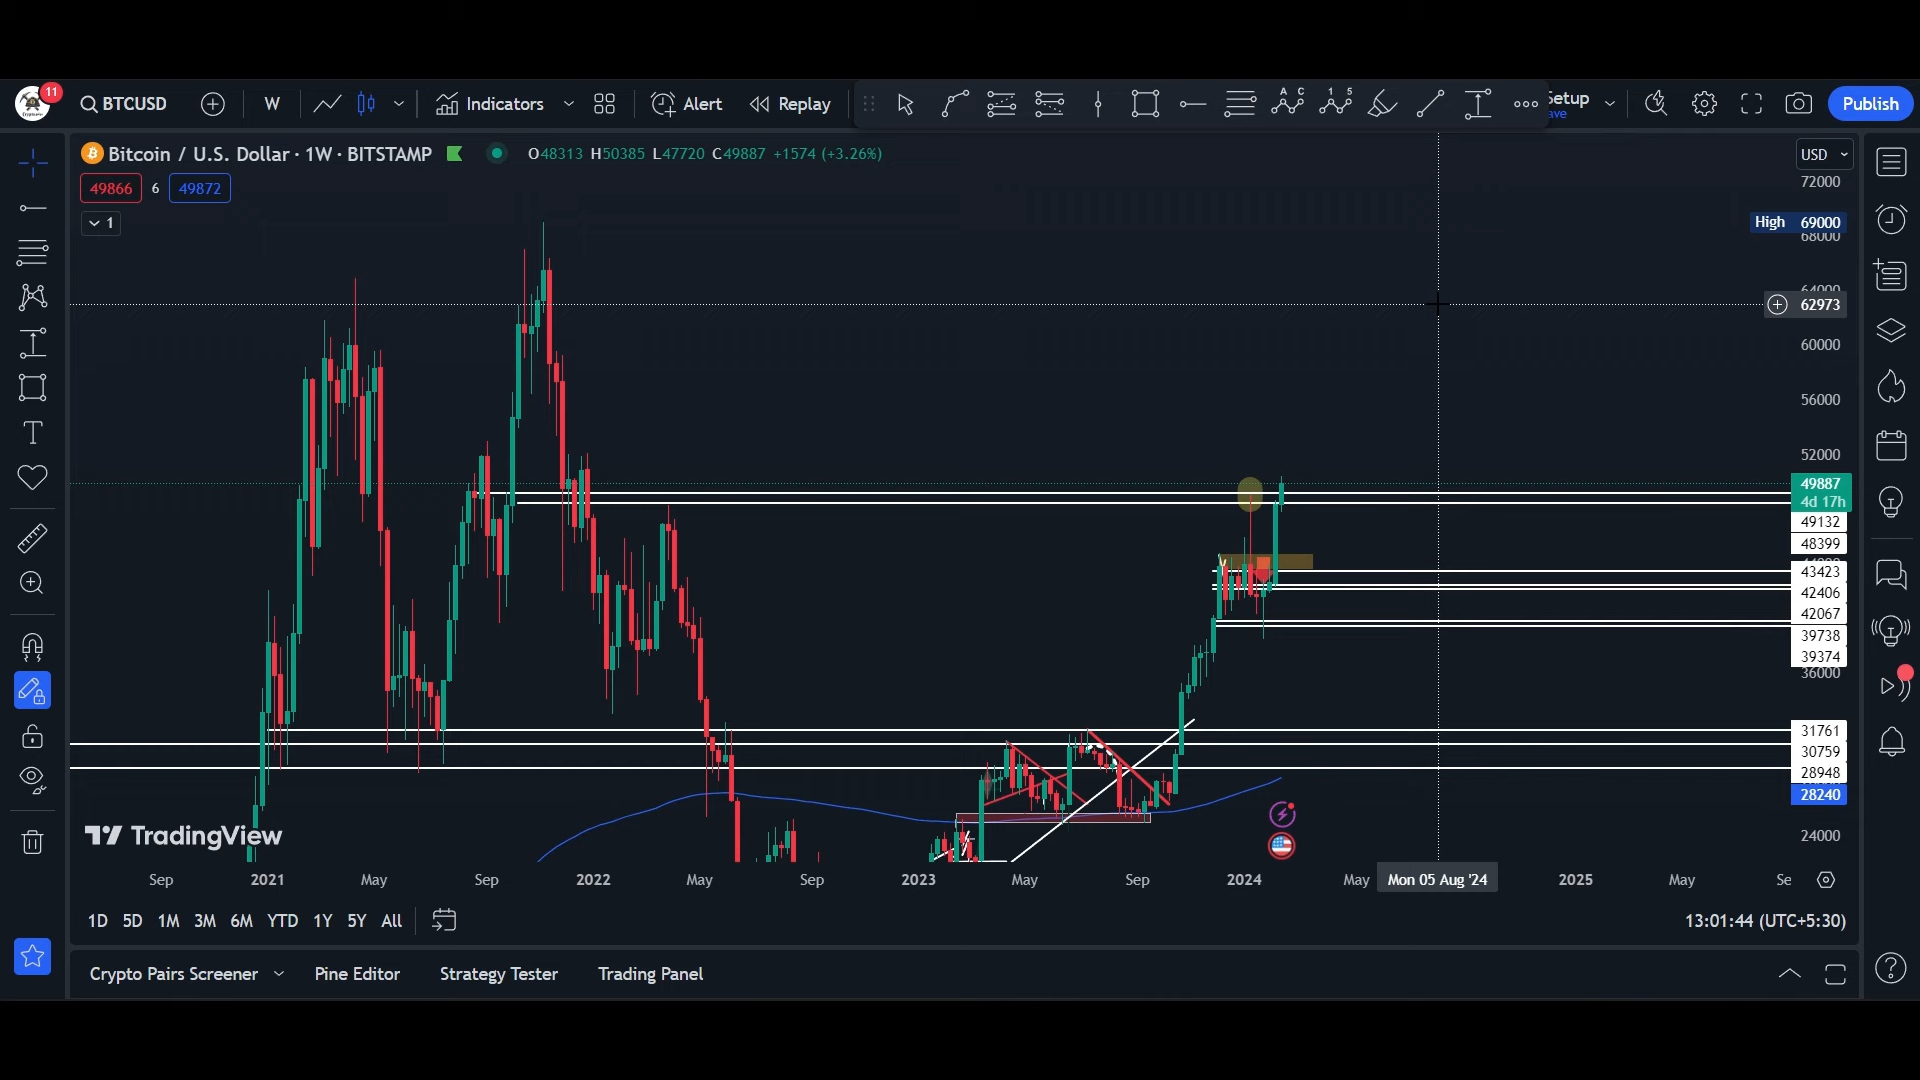 11
BTCUSD
W
Indicators
Alert
Replay
Publish
Bitcoin / U.S. Dollar · 1W · BITSTAMP
O48313 H50385 L47720 C49887 +1574 (+3.26%)
USD
49866 6 49872
1
72000
High 69000
68000
64000
62973
60000
56000
52000
49887
4d 17h
49132
48399
43423
42406
42067
39738
39374
36000
31761
30759
28948
28240
24000
TradingView
Sep 2021 May Sep 2022 May Sep 2023 May Sep 2024 May Mon 05 Aug '24 2025 May Se
1D 5D 1M 3M 6M YTD 1Y 5Y All
13:01:44 (UTC+5:30)
Crypto Pairs Screener Pine Editor Strategy Tester Trading Panel